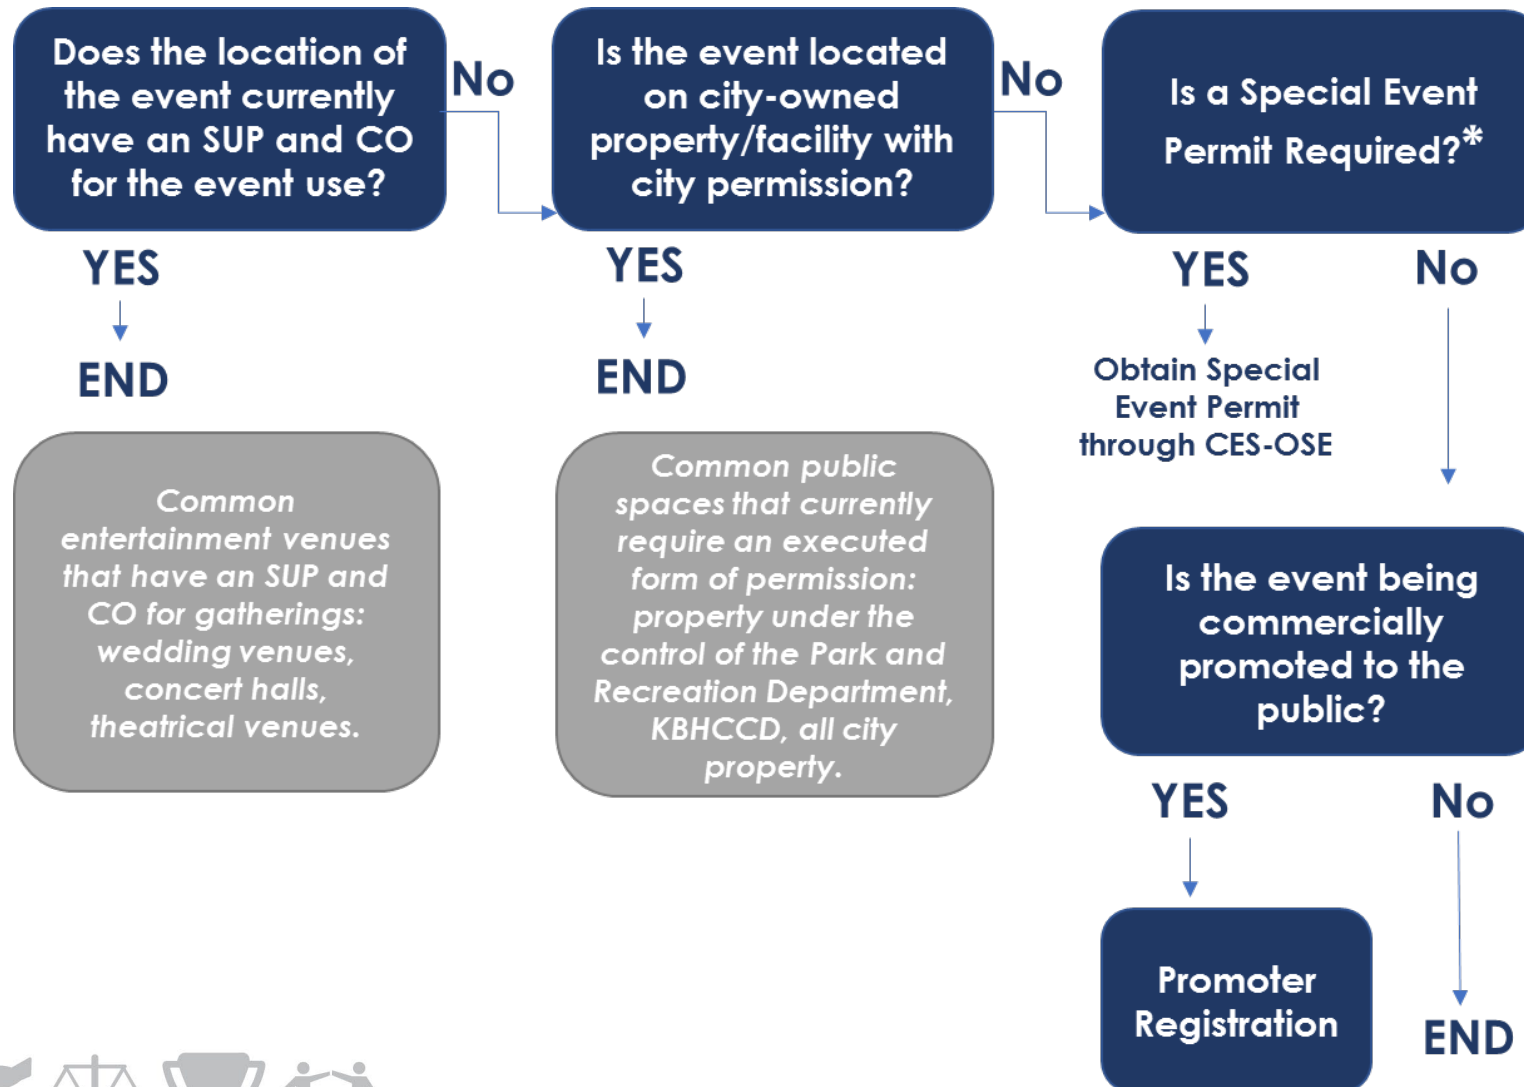 Does the location of
the event currently
have an SUP and CO
for the event use?
No
YES
END
Common
entertainment venues
that have an SUP and
CO for gatherings:
wedding venues,
concert halls,
theatrical venues.
Is the event located
on city-owned
property/facility with
city permission?
No
YES
END
Common public
spaces that currently
require an executed
form of permission:
property under the
control of the Park and
Recreation Department,
KBHCCD, all city
property.
Is a Special Event
Permit Required?*
YES
Obtain Special
Event Permit
through CES-OSE
No
Is the event being
commercially
promoted to the
public?
YES
Promoter
Registration
No
END